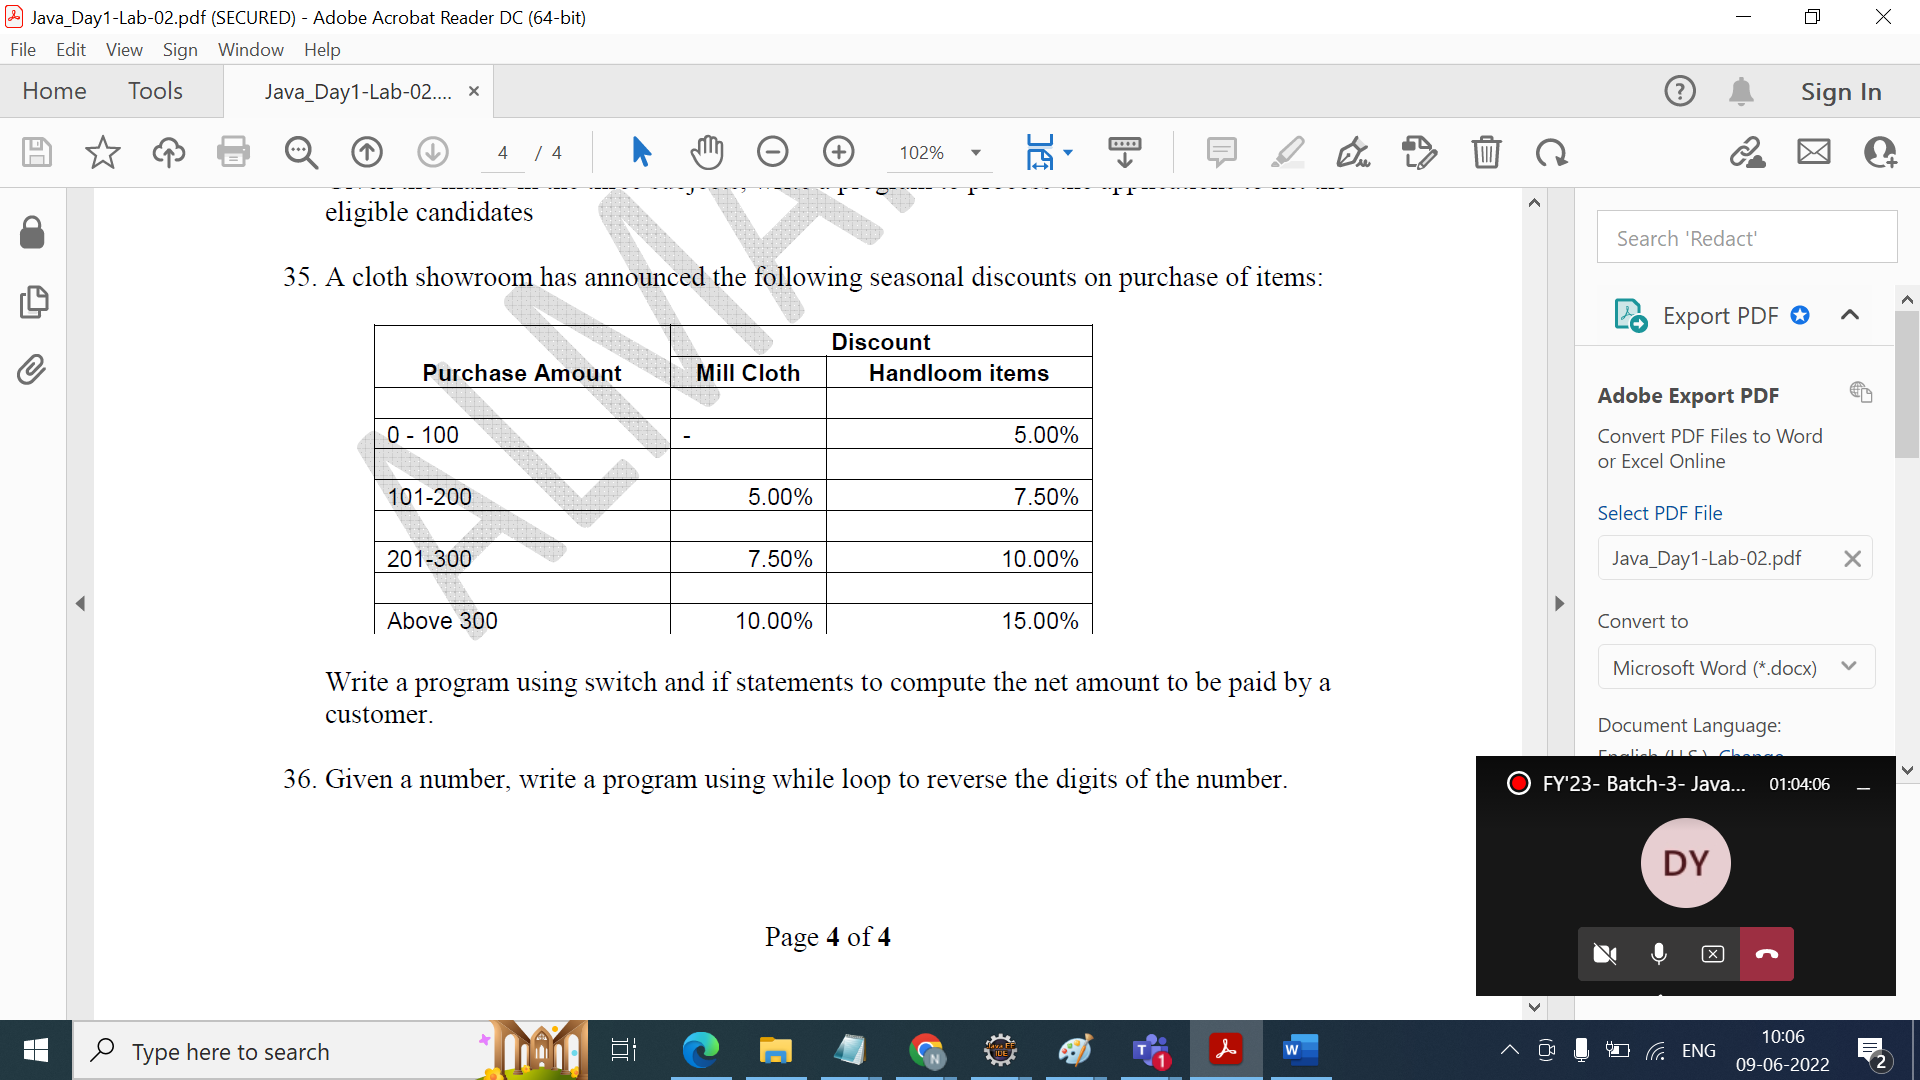 Java_Day1-Lab-02.pdf (SECURED) - Adobe Acrobat Reader DC (64-bit)
File Edit View Sign Window Help
Home Tools Java_Day1-Lab-02.... × Sign In
4 / 4 102%
eligible candidates
35. A cloth showroom has announced the following seasonal discounts on purchase of items:
Discount
Purchase Amount Mill Cloth Handloom items
0 - 100 - 5.00%
101-200 5.00% 7.50%
201-300 7.50% 10.00%
Above 300 10.00% 15.00%
Write a program using switch and if statements to compute the net amount to be paid by a
customer.
36. Given a number, write a program using while loop to reverse the digits of the number.
Page 4 of 4
Search 'Redact'
Export PDF
Adobe Export PDF
Convert PDF Files to Word
or Excel Online
Select PDF File
Java_Day1-Lab-02.pdf
Convert to
Microsoft Word (*.docx)
Document Language:
English (U.S.) Change
FY'23- Batch-3- Java... 01:04:06
DY
Type here to search
ENG
10:06
09-06-2022
2